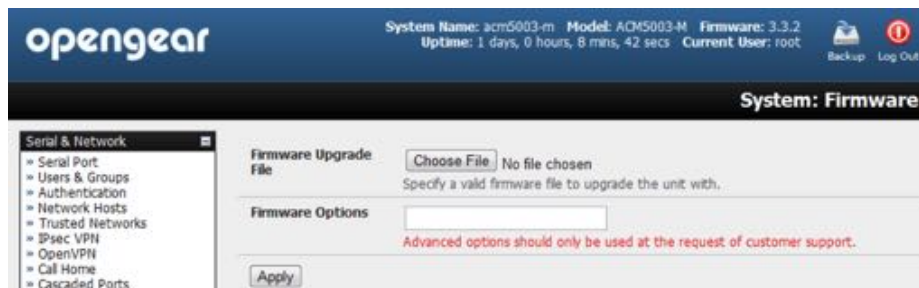 opengear
System Name: acm5003-m Model: ACM5003-M Firmware: 3.3.2
Uptime: 1 days, 0 hours, 8 mins, 42 secs Current User: root
Backup Log Out
System: Firmware
Serial & Network
» Serial Port
» Users & Groups
» Authentication
» Network Hosts
» Trusted Networks
» IPsec VPN
» OpenVPN
» Call Home
» Cascaded Ports
Firmware Upgrade
File
Choose File No file chosen
Specify a valid firmware file to upgrade the unit with.
Firmware Options
Advanced options should only be used at the request of customer support.
Apply